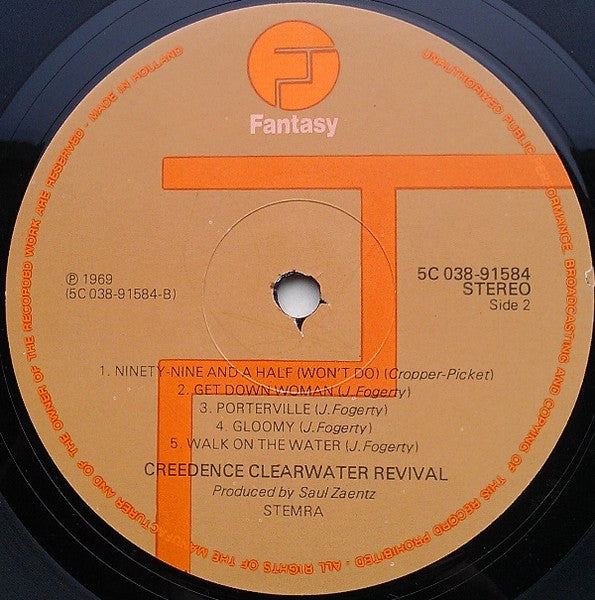 Fantasy
℗ 1969
(5C 038-91584-B)
5C 038-91584
STEREO
Side 2
1. NINETY-NINE AND A HALF (WON'T DO) (Cropper-Picket)
2. GET DOWN WOMAN (J. Fogerty)
3. PORTERVILLE (J. Fogerty)
4. GLOOMY (J. Fogerty)
5. WALK ON THE WATER (J. Fogerty)
CREEDENCE CLEARWATER REVIVAL
Produced by Saul Zaentz
STEMRA
UNAUTHORIZED PUBLIC PERFORMANCE, BROADCASTING AND COPYING OF THIS RECORD PROHIBITED - ALL RIGHTS OF THE MANUFACTURER AND OF THE OWNER OF THE RECORDED WORK ARE RESERVED - MADE IN HOLLAND